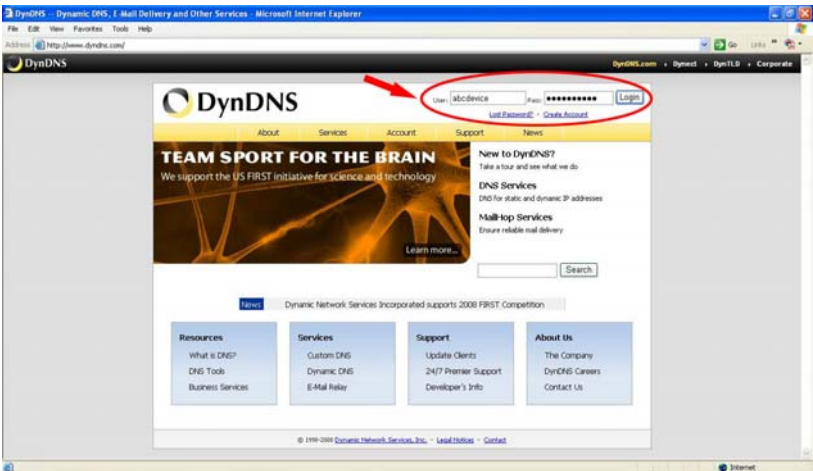 DynDNS -- Dynamic DNS, E-Mail Delivery and Other Services - Microsoft Internet Explorer
File Edit View Favorites Tools Help
Address http://www.dyndns.com/ Go Links »
DynDNS DynDNS.com Dynect DynTLD Corporate
DynDNS User: abcdevice Pass: ●●●●●●●●●● Login
Lost Password? - Create Account
About Services Account Support News
TEAM SPORT FOR THE BRAIN
We support the US FIRST initiative for science and technology
Learn more...
New to DynDNS?
Take a tour and see what we do
DNS Services
DNS for static and dynamic IP addresses
MailHop Services
Ensure reliable mail delivery
Search
News Dynamic Network Services Incorporated supports 2008 FIRST Competition
Resources
What is DNS?
DNS Tools
Business Services
Services
Custom DNS
Dynamic DNS
E-Mail Relay
Support
Update Clients
24/7 Premier Support
Developer's Info
About Us
The Company
DynDNS Careers
Contact Us
© 1998-2008 Dynamic Network Services, Inc. - Legal Notices - Contact
Internet